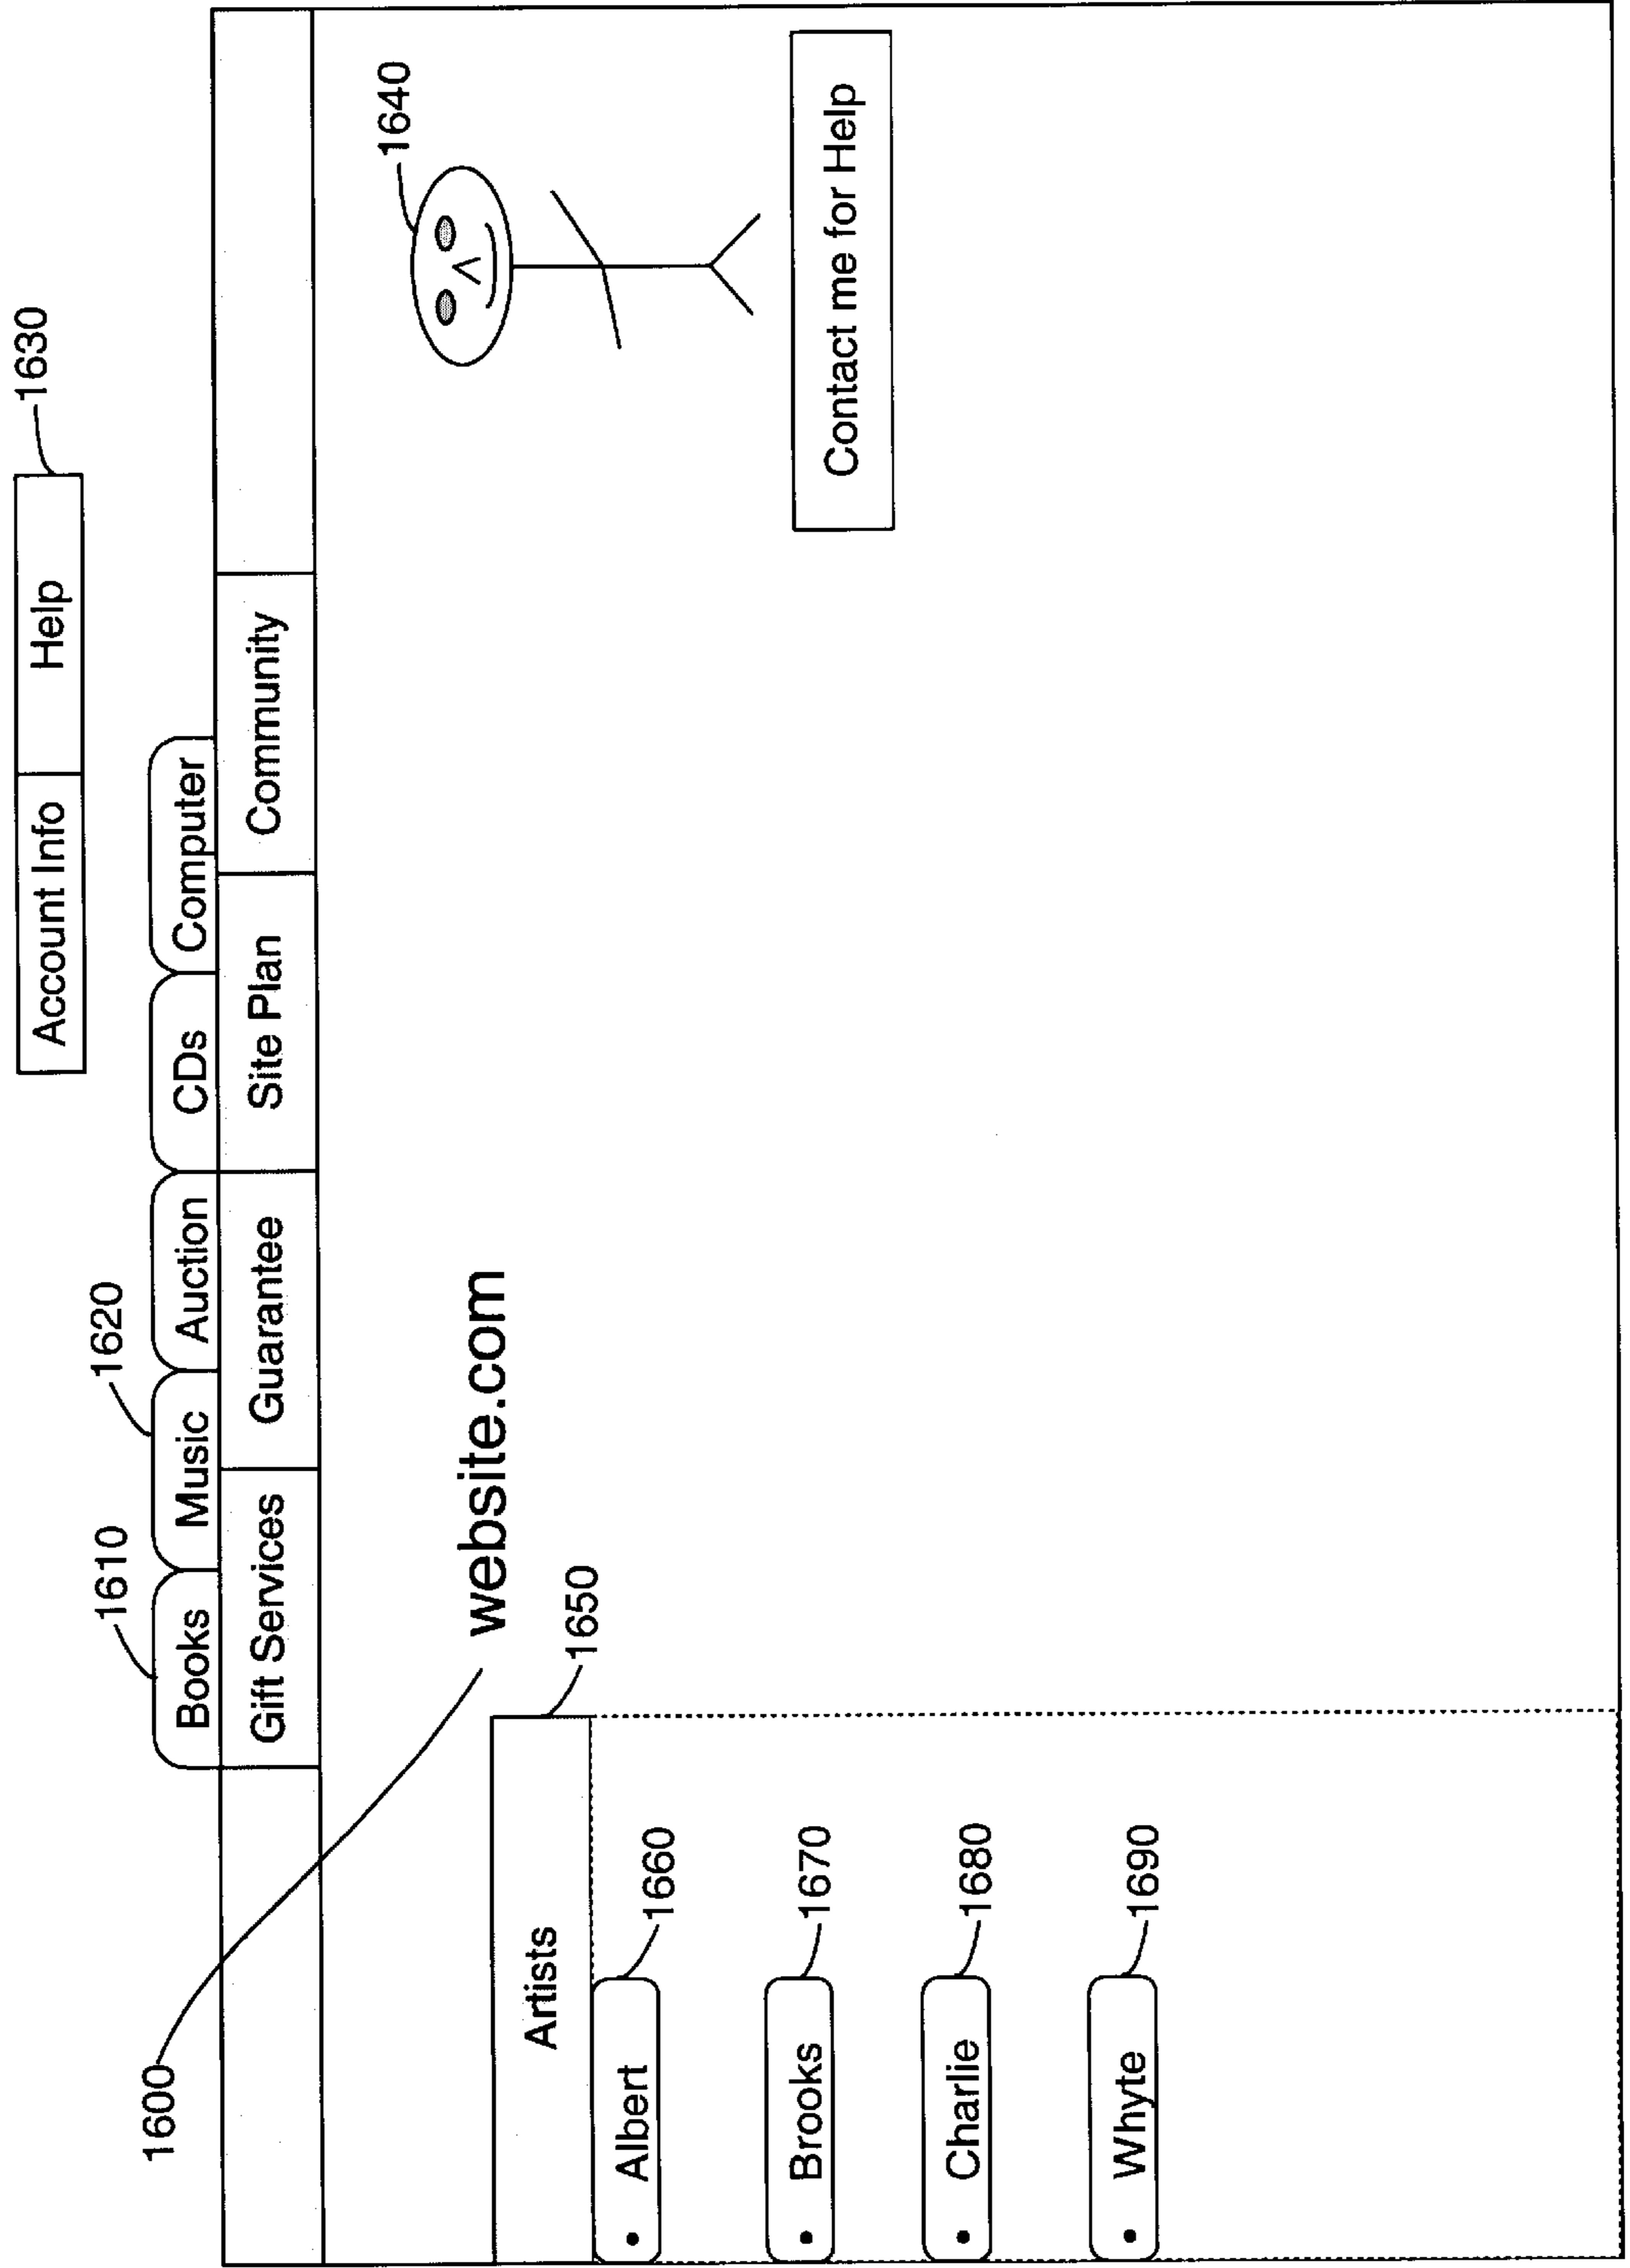 Account Info Help 1630
1610 1620
Books Music Auction CDs Computer
1600
Gift Services Guarantee Site Plan Community
1640
website.com
Artists 1650
• Albert 1660
• Brooks 1670
Contact me for Help
• Charlie 1680
• Whyte 1690